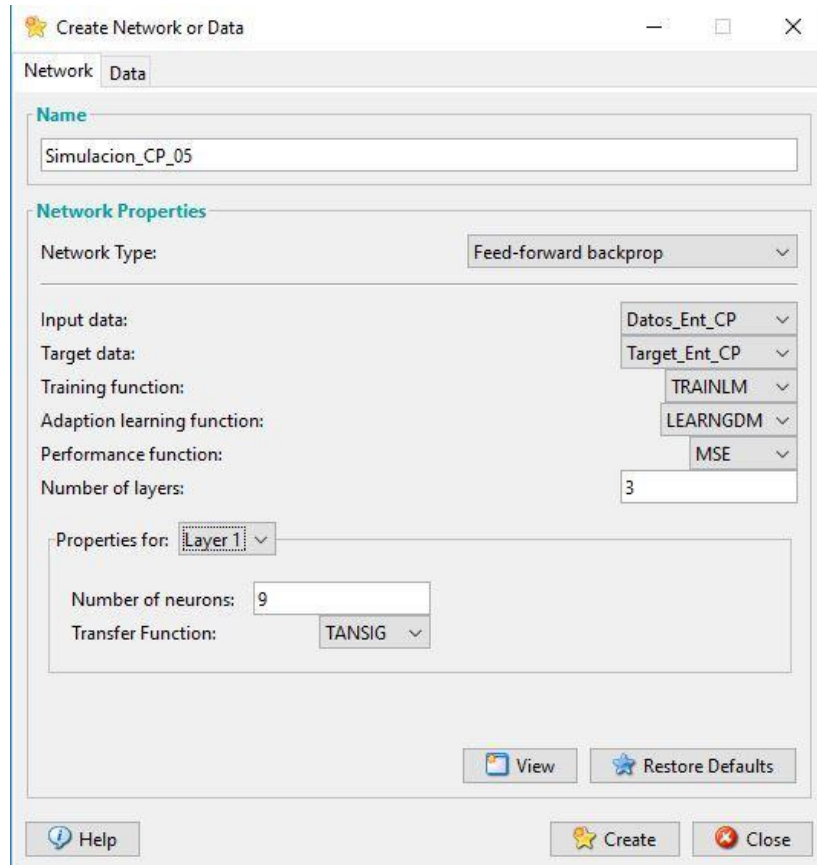 Create Network or Data
Network Data
Name
Simulacion_CP_05
Network Properties
Network Type: Feed-forward backprop
Input data: Datos_Ent_CP
Target data: Target_Ent_CP
Training function: TRAINLM
Adaption learning function: LEARNGDM
Performance function: MSE
Number of layers: 3
Properties for: Layer 1
Number of neurons: 9
Transfer Function: TANSIG
View Restore Defaults
Help Create Close